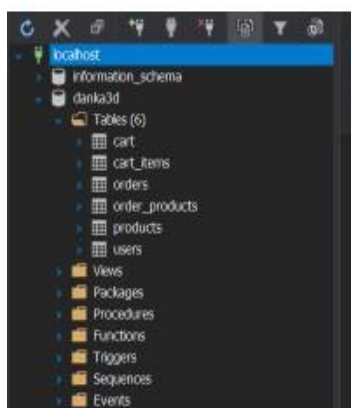 localhost
information_schema
danka3d
Tables (6)
cart
cart_items
orders
order_products
products
users
Views
Packages
Procedures
Functions
Triggers
Sequences
Events